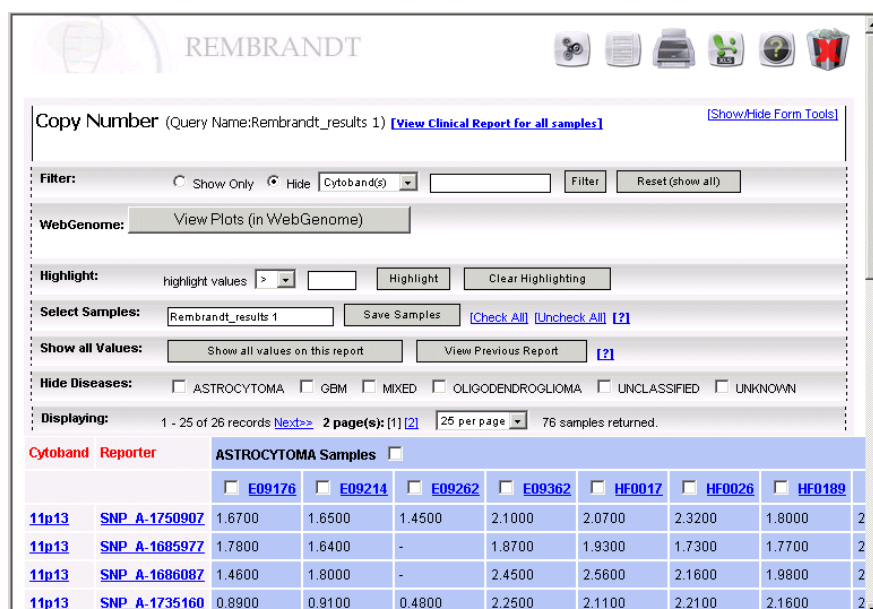 REMBRANDT
XLS ?
Copy Number (Query Name:Rembrandt_results 1) [View Clinical Report for all samples] [Show/Hide Form Tools]
Filter: Show Only Hide Cytoband(s) Filter Reset (show all)
WebGenome: View Plots (in WebGenome)
Highlight: highlight values > Highlight Clear Highlighting
Select Samples: Rembrandt_results 1 Save Samples [Check All] [Uncheck All] [?]
Show all Values: Show all values on this report View Previous Report [?]
Hide Diseases: ASTROCYTOMA GBM MIXED OLIGODENDROGLIOMA UNCLASSIFIED UNKNOWN
Displaying: 1 - 25 of 26 records Next>> 2 page(s): [1] [2] 25 per page 76 samples returned.
Cytoband Reporter ASTROCYTOMA Samples
E09176 E09214 E09262 E09362 HF0017 HF0026 HF0189
11p13 SNP_A-1750907 1.6700 1.6500 1.4500 2.1000 2.0700 2.3200 1.8000 2
11p13 SNP_A-1685977 1.7800 1.6400 - 1.8700 1.9300 1.7300 1.7700 2
11p13 SNP_A-1686087 1.4600 1.8000 - 2.4500 2.5600 2.1600 1.9800 2
11p13 SNP_A-1735160 0.8900 0.9100 0.4800 2.2500 2.1100 2.2100 2.1600 2